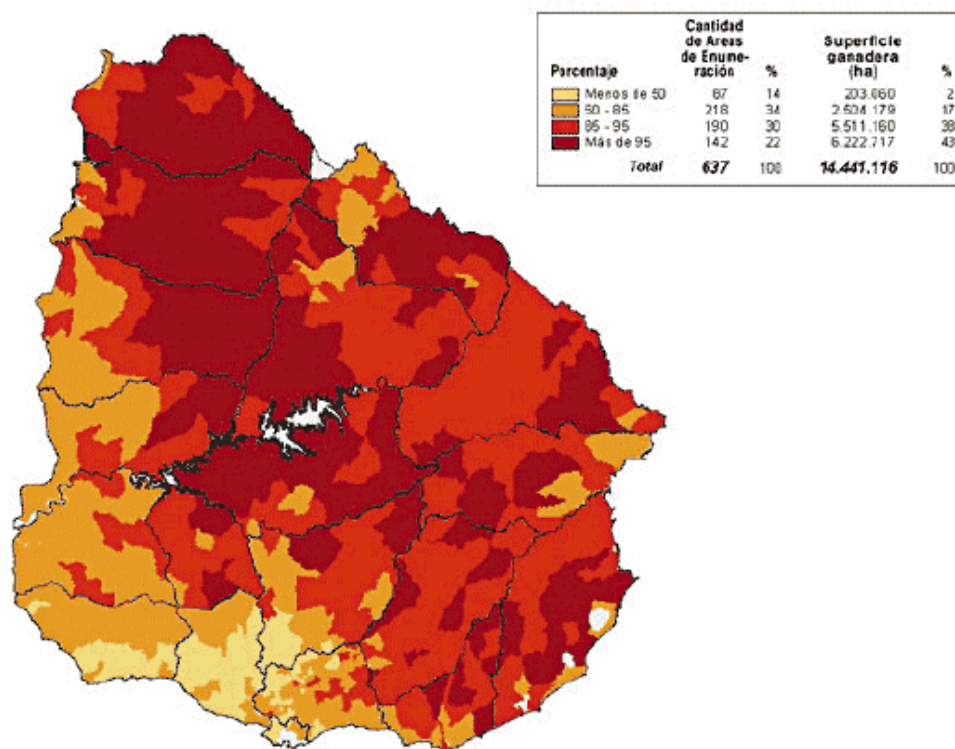 Cantidad de Areas de Enume- ración
Superficie ganadera (ha)
Porcentaje % %
Menos de 50 87 14 203.060 2
50 - 85 218 34 2.504.179 17
85 - 95 190 30 5.511.160 38
Más de 95 142 22 6.222.717 43
Total 637 100 14.441.116 100